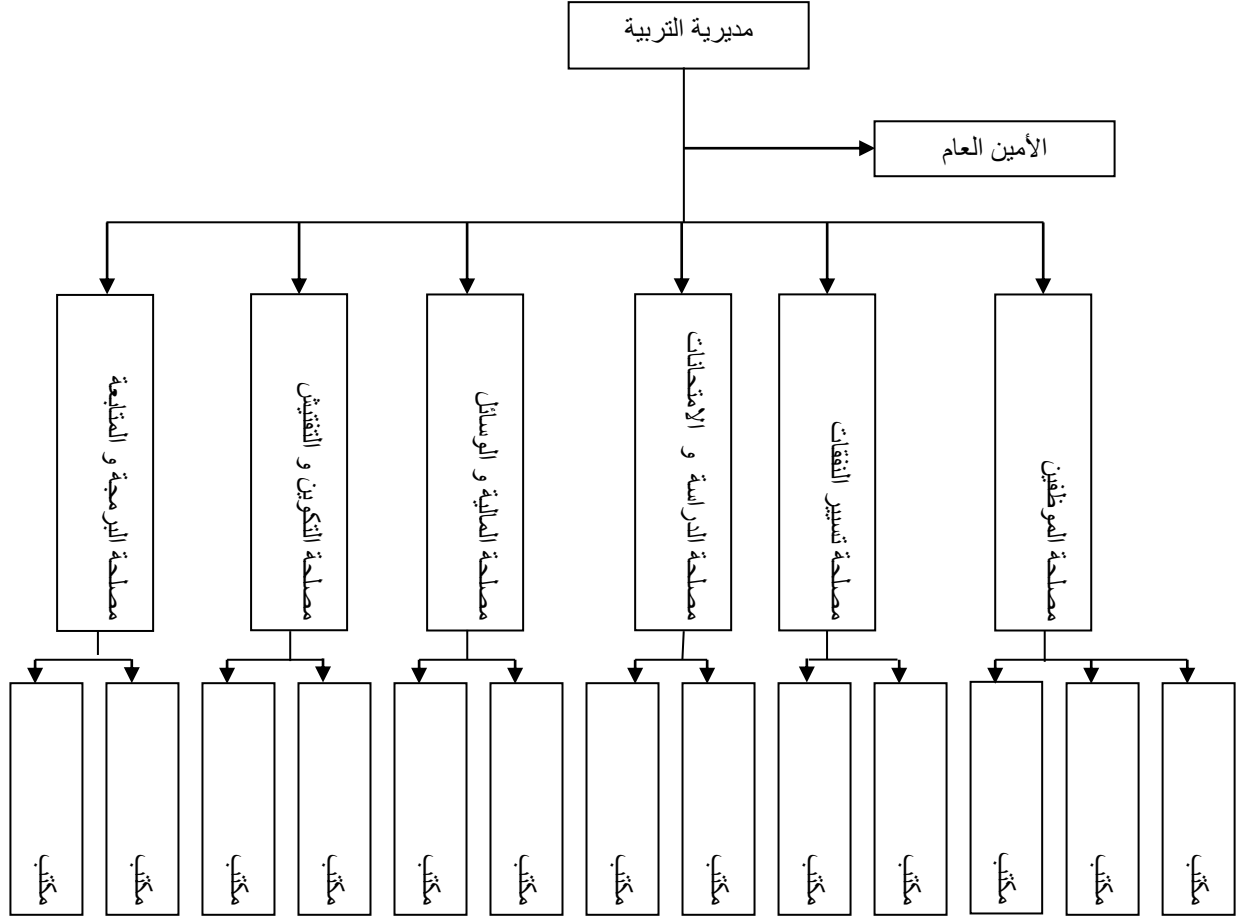 مديرية التربية
الأمين العام
مصلحة الموظفين
مصلحة تسيير النفقات
مصلحة الدراسة و الامتحانات
مصلحة المالية و الوسائل
مصلحة التكوين و التفتيش
مصلحة البرمجة و المتابعة
مكتب
مكتب
مكتب
مكتب
مكتب
مكتب
مكتب
مكتب
مكتب
مكتب
مكتب
مكتب
مكتب